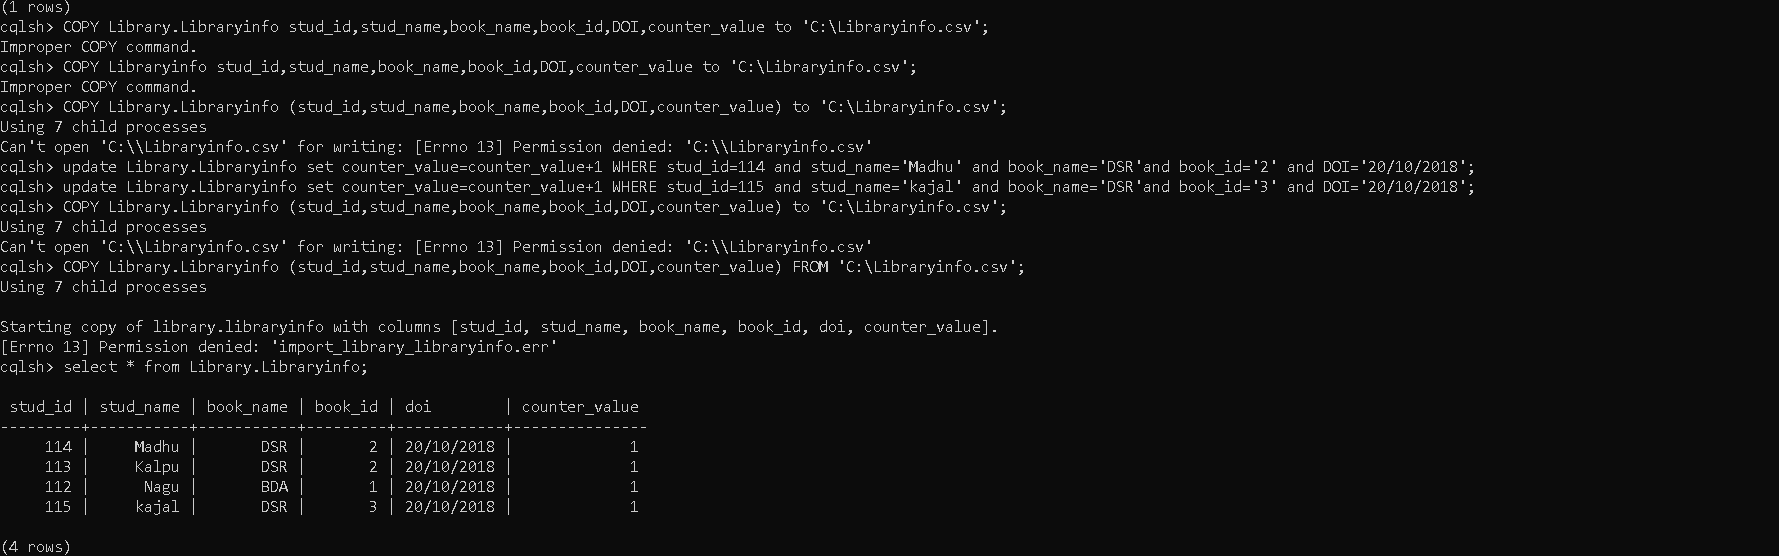 (1 rows)
cqlsh> COPY Library.Libraryinfo stud_id,stud_name,book_name,book_id,DOI,counter_value to 'C:\Libraryinfo.csv';
Improper COPY command.
cqlsh> COPY Libraryinfo stud_id,stud_name,book_name,book_id,DOI,counter_value to 'C:\Libraryinfo.csv';
Improper COPY command.
cqlsh> COPY Library.Libraryinfo (stud_id,stud_name,book_name,book_id,DOI,counter_value) to 'C:\Libraryinfo.csv';
Using 7 child processes
Can't open 'C:\\Libraryinfo.csv' for writing: [Errno 13] Permission denied: 'C:\\Libraryinfo.csv'
cqlsh> update Library.Libraryinfo set counter_value=counter_value+1 WHERE stud_id=114 and stud_name='Madhu' and book_name='DSR'and book_id='2' and DOI='20/10/2018';
cqlsh> update Library.Libraryinfo set counter_value=counter_value+1 WHERE stud_id=115 and stud_name='kajal' and book_name='DSR'and book_id='3' and DOI='20/10/2018';
cqlsh> COPY Library.Libraryinfo (stud_id,stud_name,book_name,book_id,DOI,counter_value) to 'C:\Libraryinfo.csv';
Using 7 child processes
Can't open 'C:\\Libraryinfo.csv' for writing: [Errno 13] Permission denied: 'C:\\Libraryinfo.csv'
cqlsh> COPY Library.Libraryinfo (stud_id,stud_name,book_name,book_id,DOI,counter_value) FROM 'C:\Libraryinfo.csv';
Using 7 child processes
Starting copy of library.libraryinfo with columns [stud_id, stud_name, book_name, book_id, doi, counter_value].
[Errno 13] Permission denied: 'import_library_libraryinfo.err'
cqlsh> select * from Library.Libraryinfo;
 stud_id | stud_name | book_name | book_id | doi        | counter_value
---------+-----------+-----------+---------+------------+---------------
     114 |     Madhu |       DSR |       2 | 20/10/2018 |             1
     113 |     Kalpu |       DSR |       2 | 20/10/2018 |             1
     112 |      Nagu |       BDA |       1 | 20/10/2018 |             1
     115 |     kajal |       DSR |       3 | 20/10/2018 |             1
(4 rows)